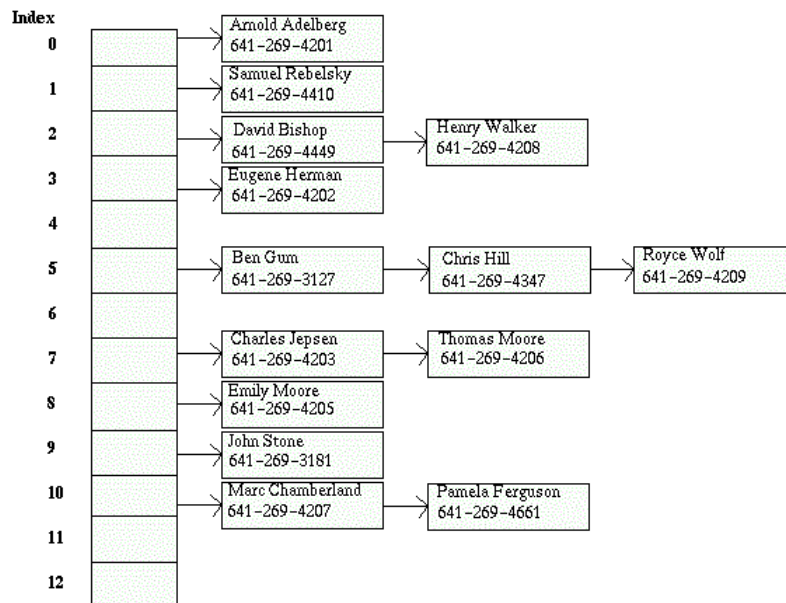 Index
0
Arnold Adelberg
641-269-4201
1
Samuel Rebelsky
641-269-4410
2
David Bishop
641-269-4449
Henry Walker
641-269-4208
3
Eugene Herman
641-269-4202
4
5
Ben Gum
641-269-3127
Chris Hill
641-269-4347
Royce Wolf
641-269-4209
6
7
Charles Jepsen
641-269-4203
Thomas Moore
641-269-4206
8
Emily Moore
641-269-4205
9
John Stone
641-269-3181
10
Marc Chamberland
641-269-4207
Pamela Ferguson
641-269-4661
11
12